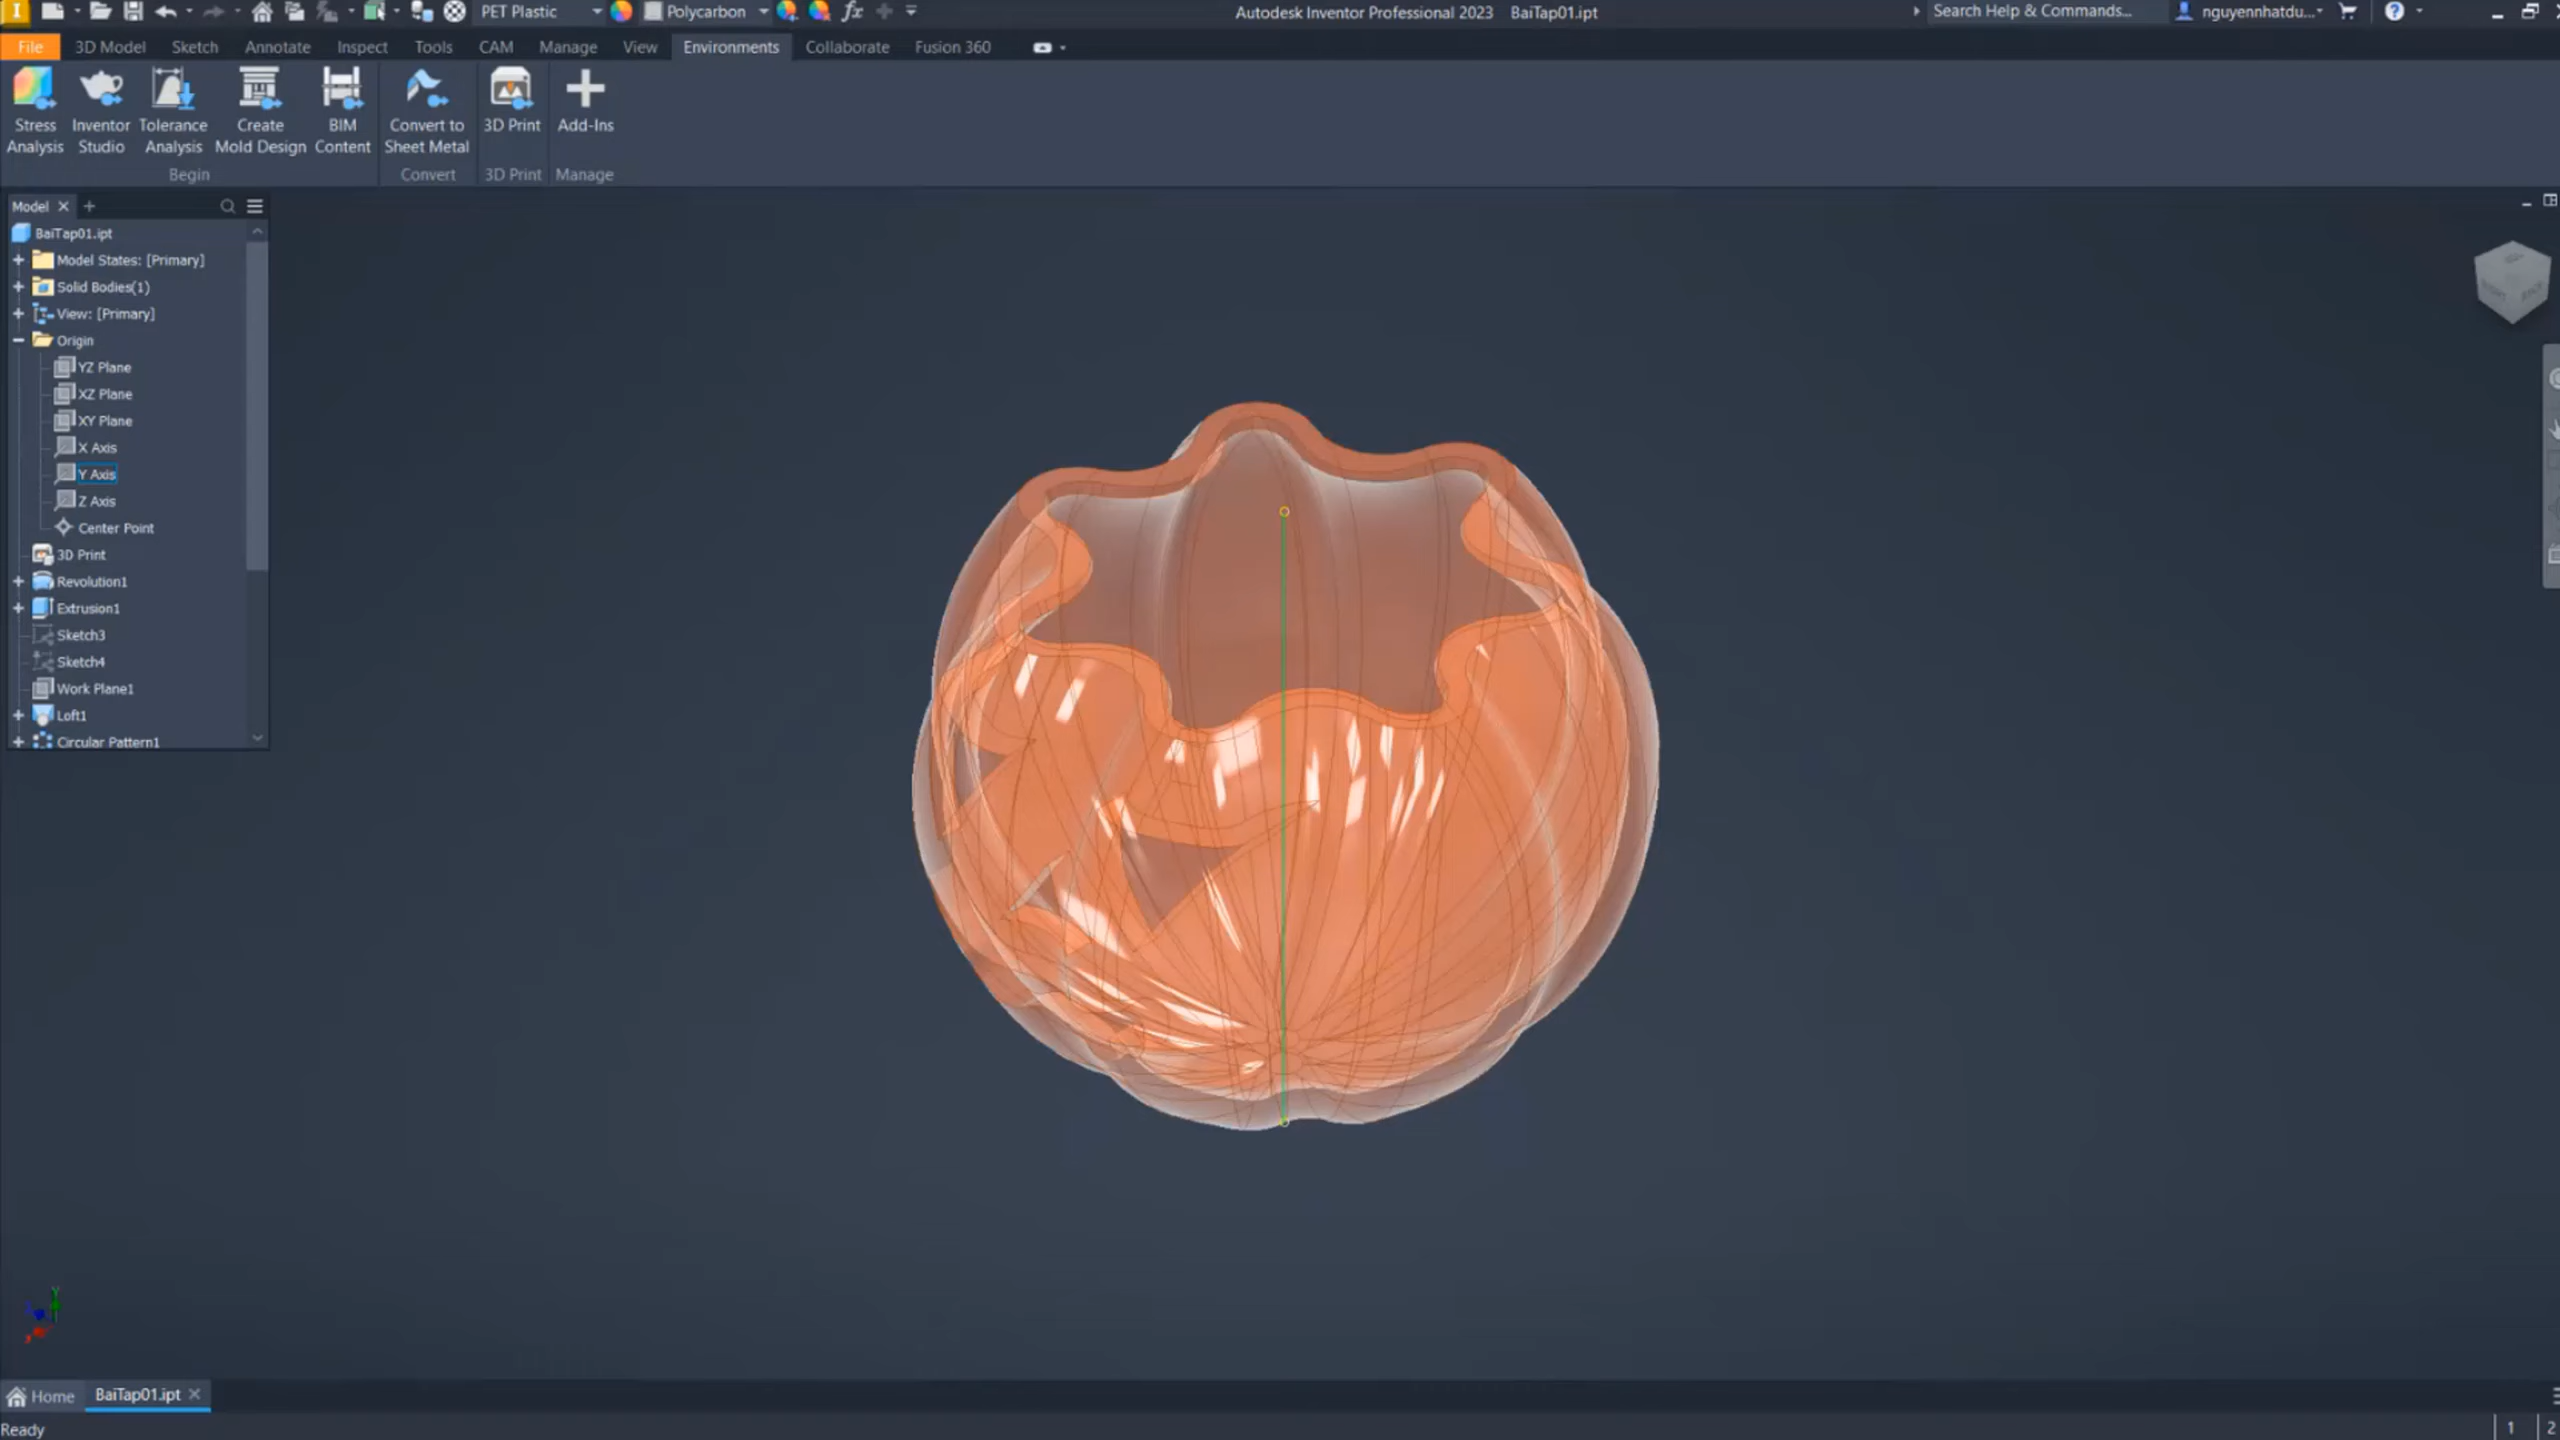 I PET Plastic Polycarbon fx Autodesk Inventor Professional 2023 BaiTap01.ipt Search Help & Commands... nguyennhatdu... ?
File 3D Model Sketch Annotate Inspect Tools CAM Manage View Environments Collaborate Fusion 360
Stress Inventor Tolerance Create BIM Convert to 3D Print Add-Ins
Analysis Studio Analysis Mold Design Content Sheet Metal
Begin Convert 3D Print Manage
Model
BaiTap01.ipt
Model States: [Primary]
Solid Bodies(1)
View: [Primary]
Origin
YZ Plane
XZ Plane
XY Plane
X Axis
Y Axis
Z Axis
Center Point
3D Print
Revolution1
Extrusion1
Sketch3
Sketch4
Work Plane1
Loft1
Circular Pattern1
RIGHT BACK
Home BaiTap01.ipt
Ready 1 2